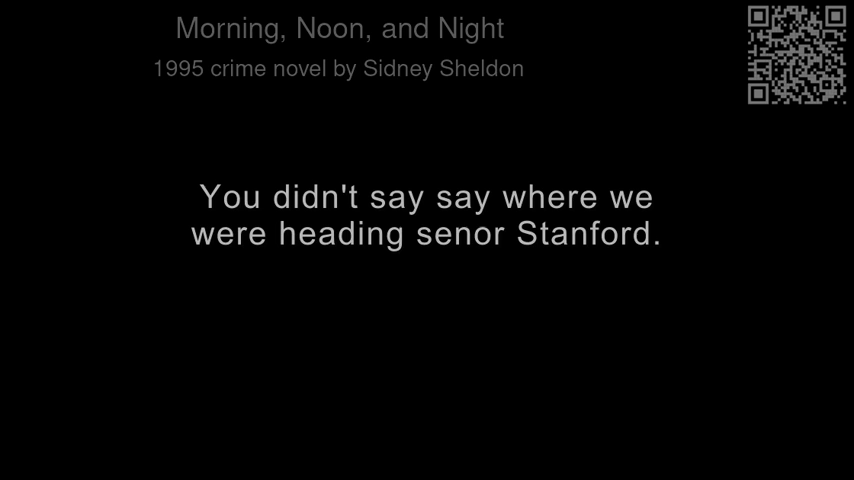 Morning, Noon, and Night
1995 crime novel by Sidney Sheldon
You didn't say say where we
were heading senor Stanford.